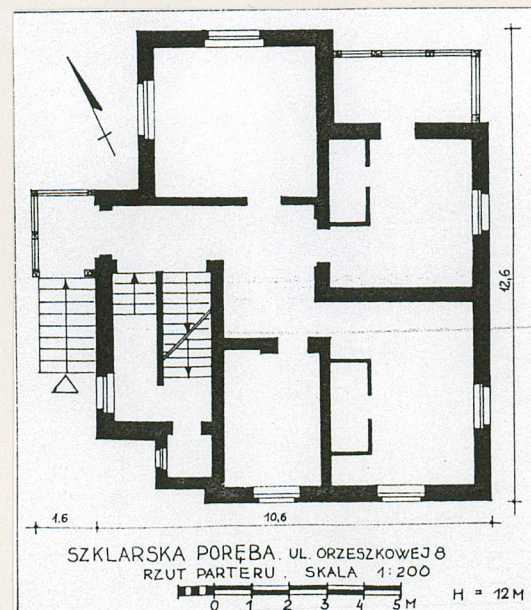 12,6
1.6
10,6
SZKLARSKA PORĘBA. UL. ORZESZKOWEJ 8
RZUT PARTERU. SKALA 1:200
0 1 2 3 4 5 M
H = 12M